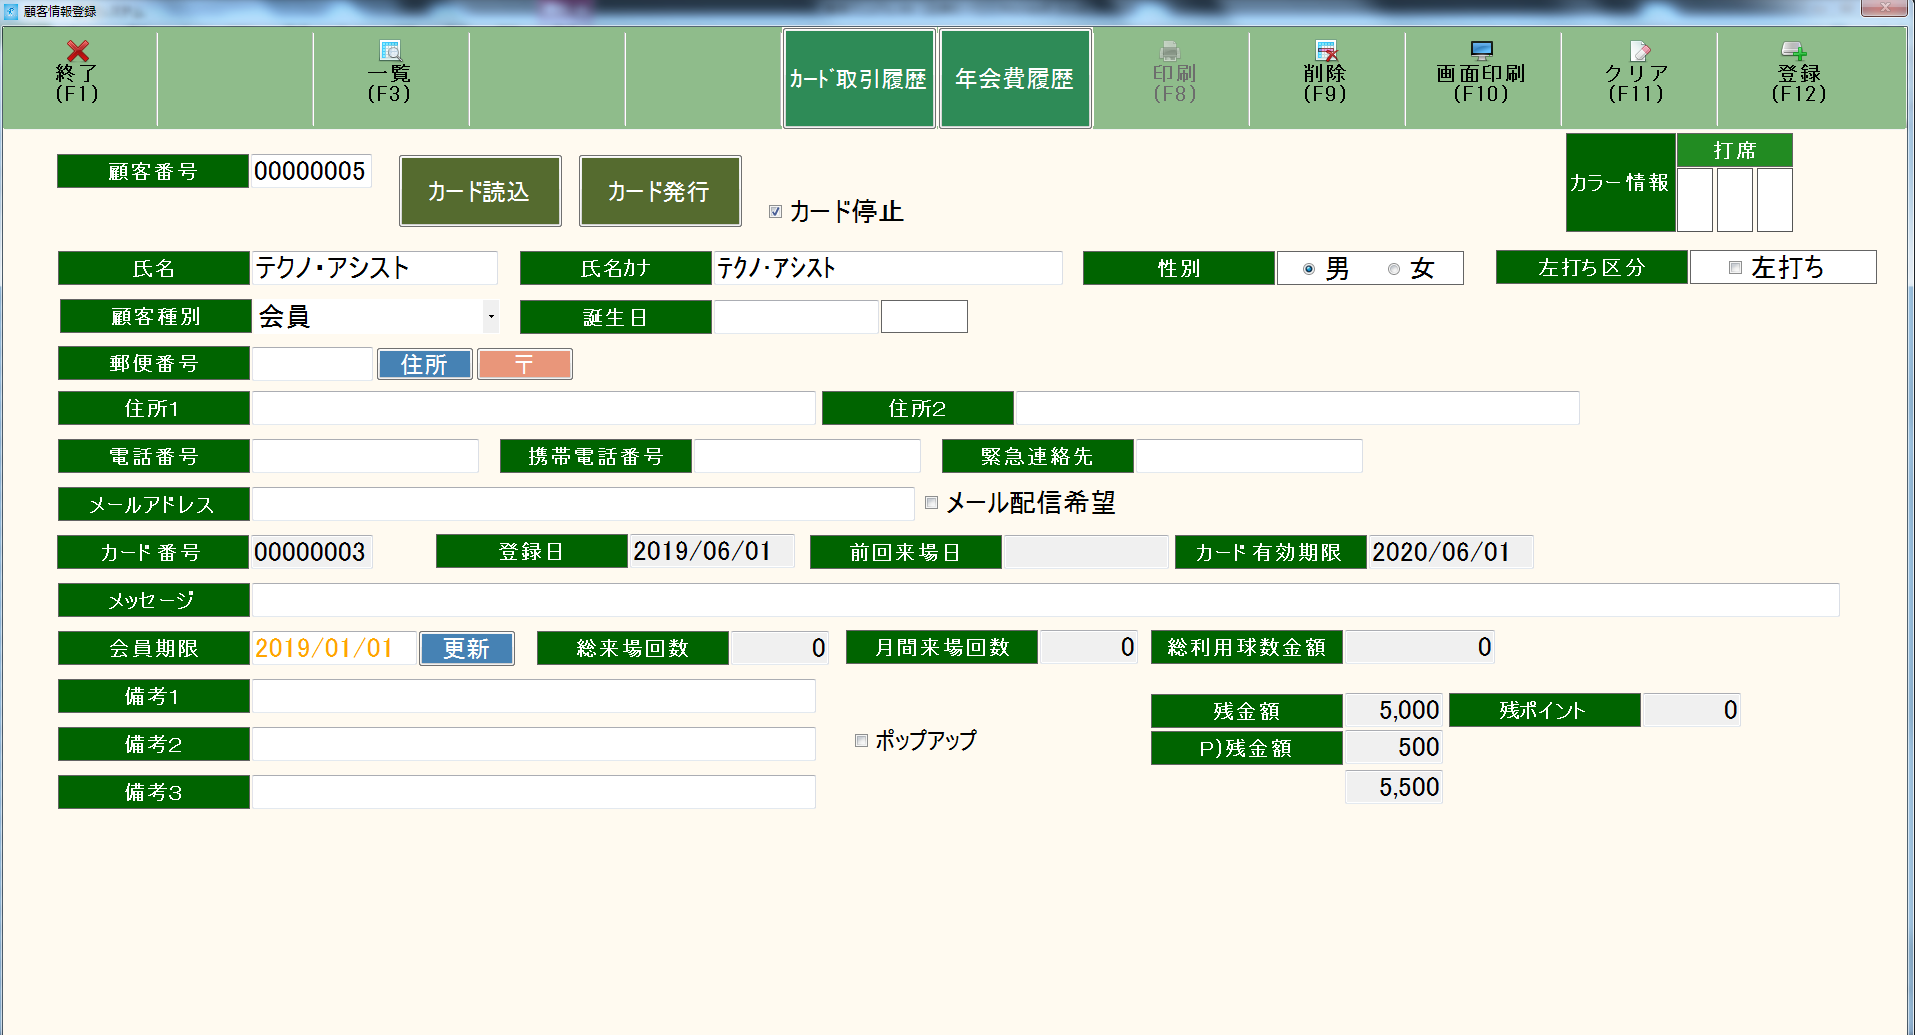 顧客情報登録
終了
(F1)
一覧
(F3)
ｶｰﾄﾞ取引履歴
年会費履歴
印刷
(F8)
削除
(F9)
画面印刷
(F10)
クリア
(F11)
登録
(F12)
顧客番号 00000005
カード読込
カード発行
カード停止
カラー情報
打席
氏名 テクノ・アシスト
氏名ｶﾅ ﾃｸﾉ･ｱｼｽﾄ
性別 男 女
左打ち区分 左打ち
顧客種別 会員
誕生日
郵便番号 住所 〒
住所1
住所2
電話番号
携帯電話番号
緊急連絡先
メールアドレス
メール配信希望
カード番号 00000003
登録日 2019/06/01
前回来場日
カード有効期限 2020/06/01
メッセージ
会員期限 2019/01/01 更新
総来場回数 0
月間来場回数 0
総利用球数金額 0
備考1
残金額 5,000
残ポイント 0
備考2
ポップアップ
P)残金額 500
備考3
5,500